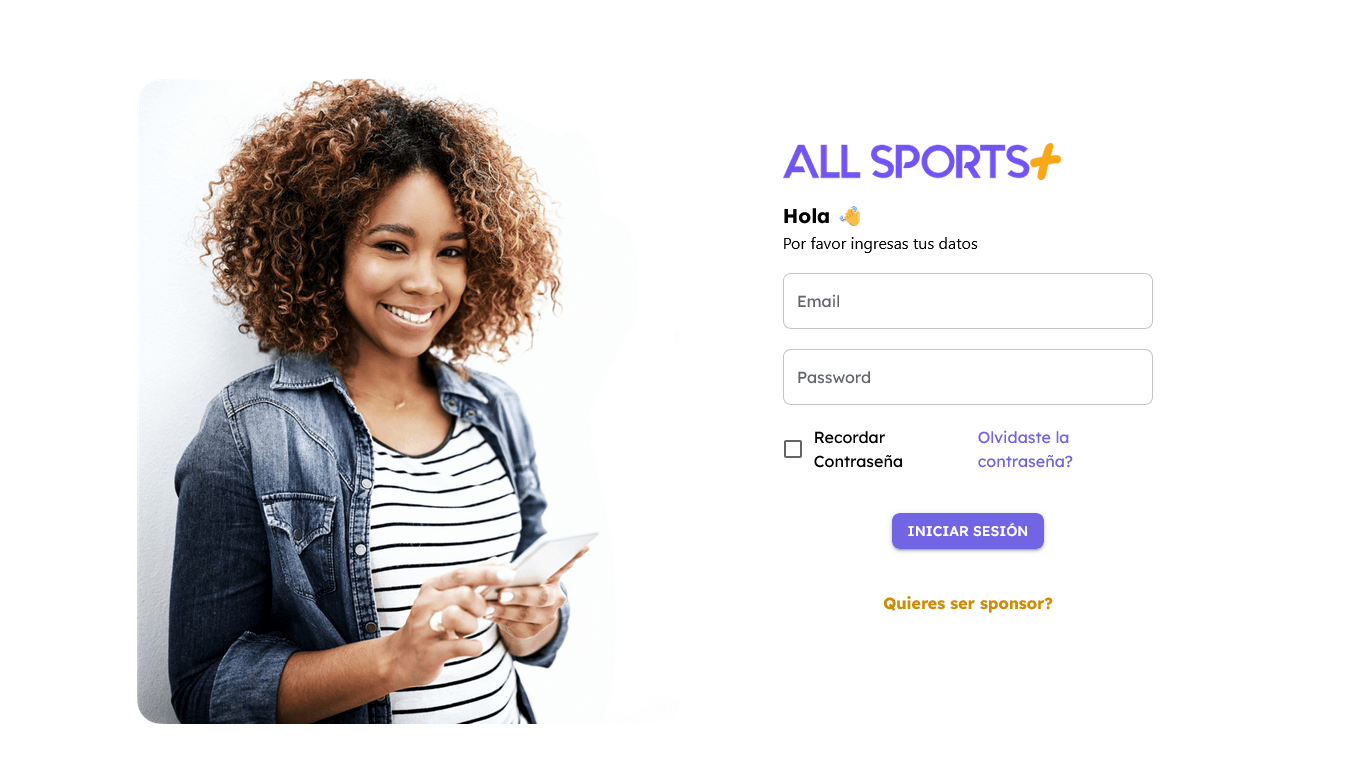 ALL SPORTS+
Hola 👋
Por favor ingresas tus datos
Email
Password
Recordar
Contraseña
Olvidaste la
contraseña?
INICIAR SESIÓN
Quieres ser sponsor?